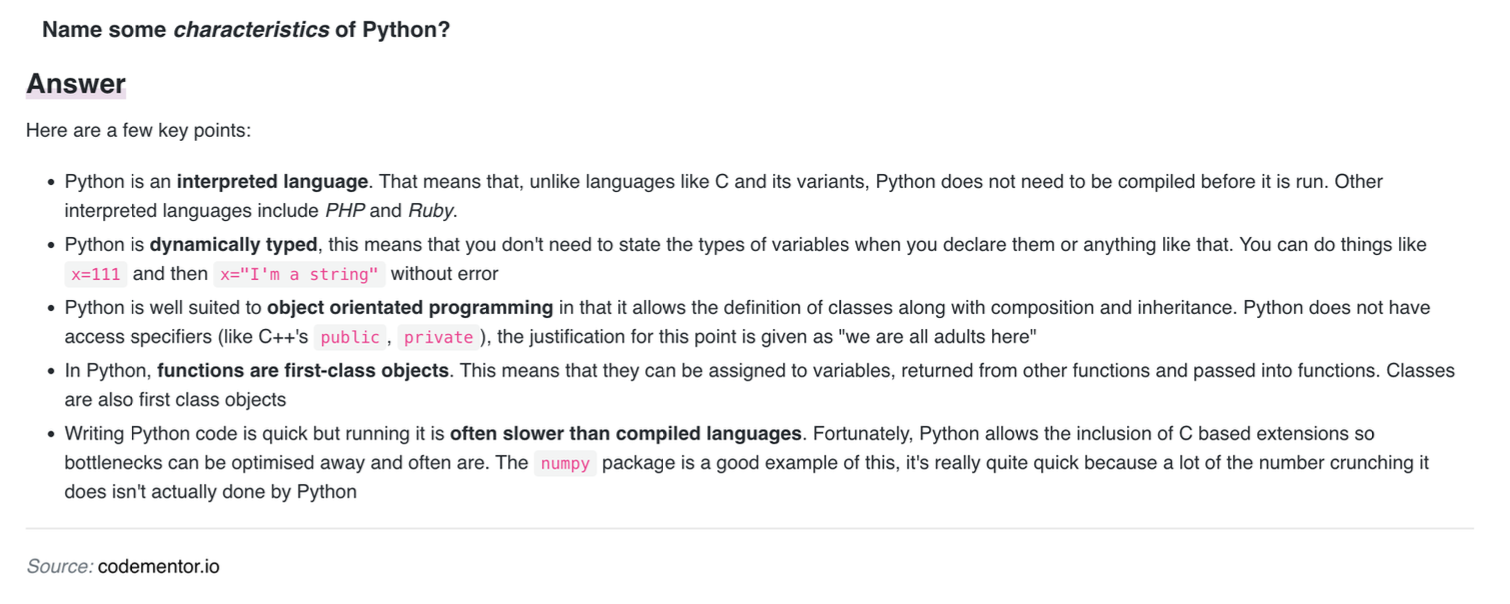 Name some characteristics of Python?
Answer
Here are a few key points:
• Python is an interpreted language. That means that, unlike languages like C and its variants, Python does not need to be compiled before it is run. Other
interpreted languages include PHP and Ruby.
• Python is dynamically typed, this means that you don't need to state the types of variables when you declare them or anything like that. You can do things like
x=111 and then x="I'm a string" without error
• Python is well suited to object orientated programming in that it allows the definition of classes along with composition and inheritance. Python does not have
access specifiers (like C++'s public, private), the justification for this point is given as "we are all adults here"
• In Python, functions are first-class objects. This means that they can be assigned to variables, returned from other functions and passed into functions. Classes
are also first class objects
• Writing Python code is quick but running it is often slower than compiled languages. Fortunately, Python allows the inclusion of C based extensions so
bottlenecks can be optimised away and often are. The numpy package is a good example of this, it's really quite quick because a lot of the number crunching it
does isn't actually done by Python
Source: codementor.io